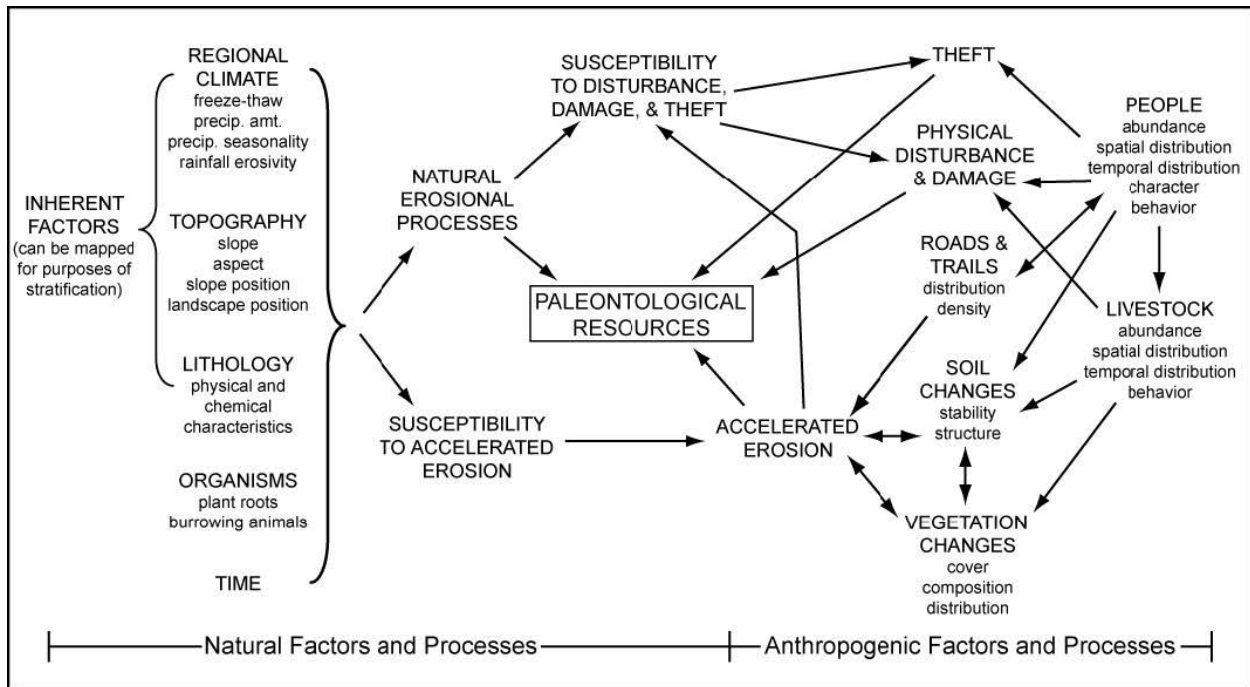 INHERENT
FACTORS
(can be mapped
for purposes of
stratification)
REGIONAL
CLIMATE
freeze-thaw
precip. amt.
precip. seasonality
rainfall erosivity
TOPOGRAPHY
slope
aspect
slope position
landscape position
LITHOLOGY
physical and
chemical
characteristics
ORGANISMS
plant roots
burrowing animals
TIME
NATURAL
EROSIONAL
PROCESSES
SUSCEPTIBILITY
TO ACCELERATED
EROSION
SUSCEPTIBILITY
TO DISTURBANCE,
DAMAGE, & THEFT
PALEONTOLOGICAL
RESOURCES
ACCELERATED
EROSION
THEFT
PHYSICAL
DISTURBANCE
& DAMAGE
ROADS &
TRAILS
distribution
density
SOIL
CHANGES
stability
structure
VEGETATION
CHANGES
cover
composition
distribution
PEOPLE
abundance
spatial distribution
temporal distribution
character
behavior
LIVESTOCK
abundance
spatial distribution
temporal distribution
behavior
Natural Factors and Processes
Anthropogenic Factors and Processes